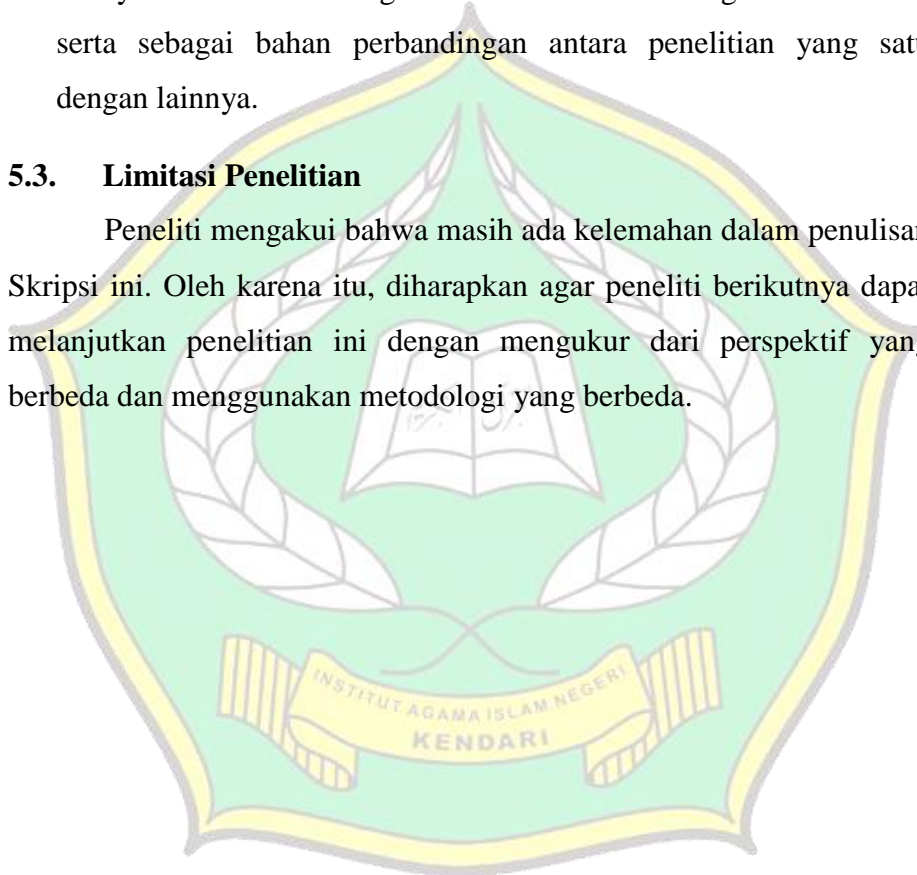 serta sebagai bahan perbandingan antara penelitian yang sat
dengan lainnya.
5.3. Limitasi Penelitian
Peneliti mengakui bahwa masih ada kelemahan dalam penulisan
Skripsi ini. Oleh karena itu, diharapkan agar peneliti berikutnya dapa
melanjutkan penelitian ini dengan mengukur dari perspektif yang
berbeda dan menggunakan metodologi yang berbeda.
INSTITUT AGAMA ISLAM NEGERI
KENDARI